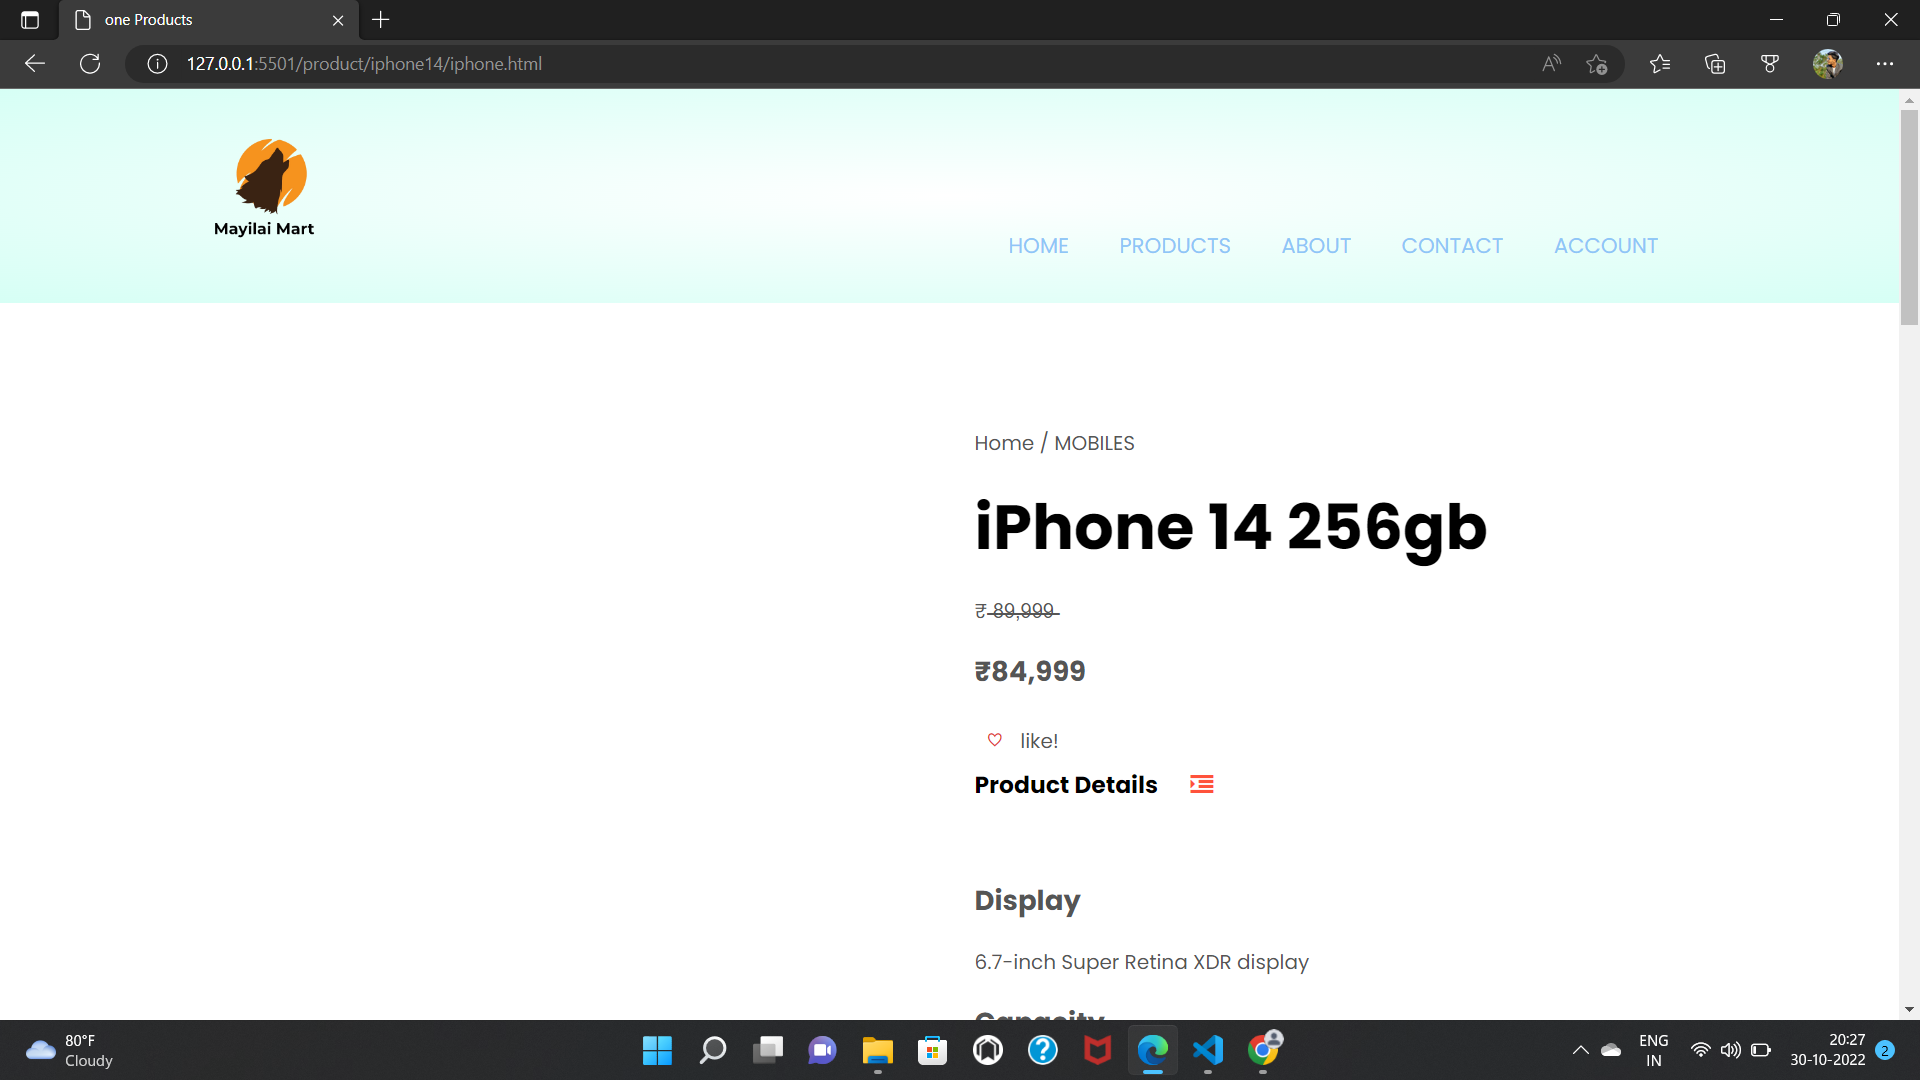 one Products
127.0.0.1:5501/product/iphone14/iphone.html
Mayilai Mart
HOME PRODUCTS ABOUT CONTACT ACCOUNT
Home / MOBILES
iPhone 14 256gb
₹ 89,999
₹84,999
like!
Product Details
Display
6.7-inch Super Retina XDR display
Capacity
80°F
Cloudy
ENG
IN
20:27
30-10-2022
2